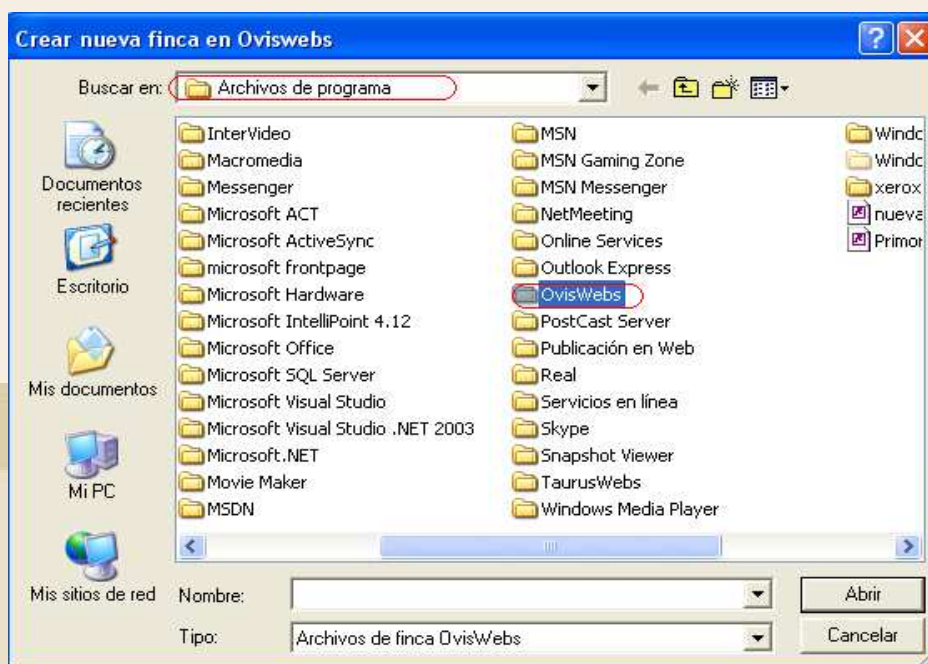 Crear nueva finca en Oviswebs
Buscar en: Archivos de programa
Documentos recientes
Escritorio
Mis documentos
Mi PC
Mis sitios de red
InterVideo
Macromedia
Messenger
Microsoft ACT
Microsoft ActiveSync
microsoft frontpage
Microsoft Hardware
Microsoft IntelliPoint 4.12
Microsoft Office
Microsoft SQL Server
Microsoft Visual Studio
Microsoft Visual Studio .NET 2003
Microsoft.NET
Movie Maker
MSDN
MSN
MSN Gaming Zone
MSN Messenger
NetMeeting
Online Services
Outlook Express
OvisWebs
PostCast Server
Publicación en Web
Real
Servicios en línea
Skype
Snapshot Viewer
TaurusWebs
Windows Media Player
xerox
nueva
Nombre:
Abrir
Tipo: Archivos de finca OvisWebs
Cancelar